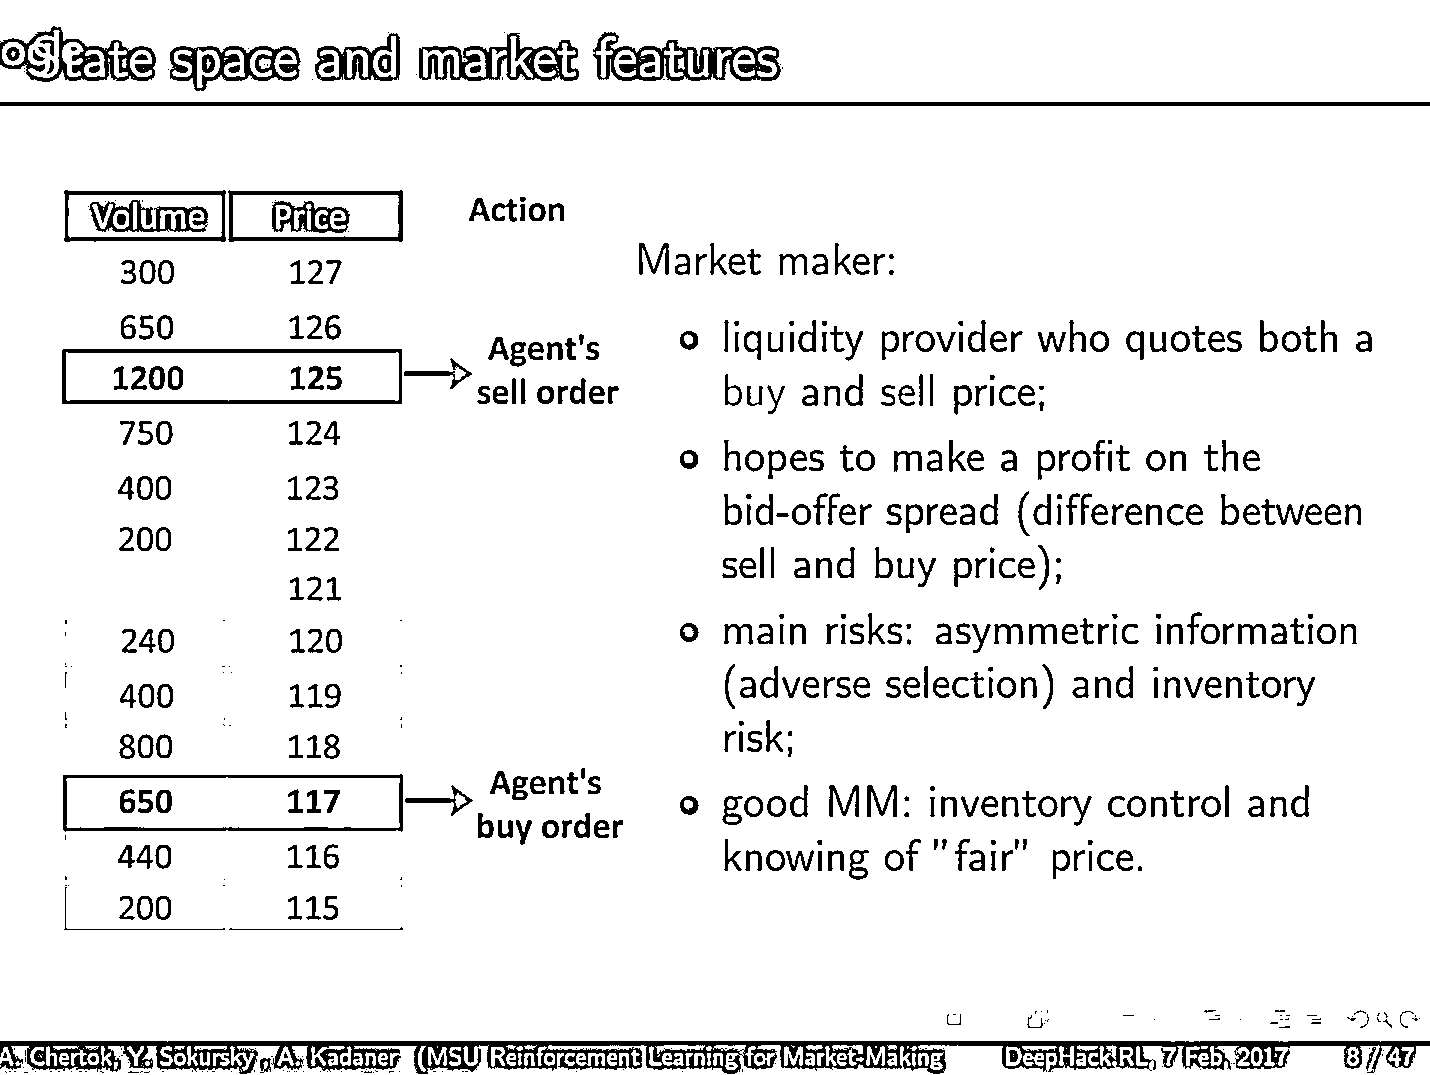 State space and market features
Volume Price Action
300 127
650 126
1200 125
Agent's
sell order
750 124
400 123
200 122
121
240 120
400 119
800 118
650 117
Agent's
buy order
440 116
200 115
Market maker:
liquidity provider who quotes both a
buy and sell price;
hopes to make a profit on the
bid-offer spread (difference between
sell and buy price);
main risks: asymmetric information
(adverse selection) and inventory
risk;
good MM: inventory control and
knowing of "fair" price.
A. Chertok, Y. Sokursky, A. Kadaner (MSU Reinforcement Learning for Market-Making DeepHack.RL, 7 Feb, 2017 8 / 47